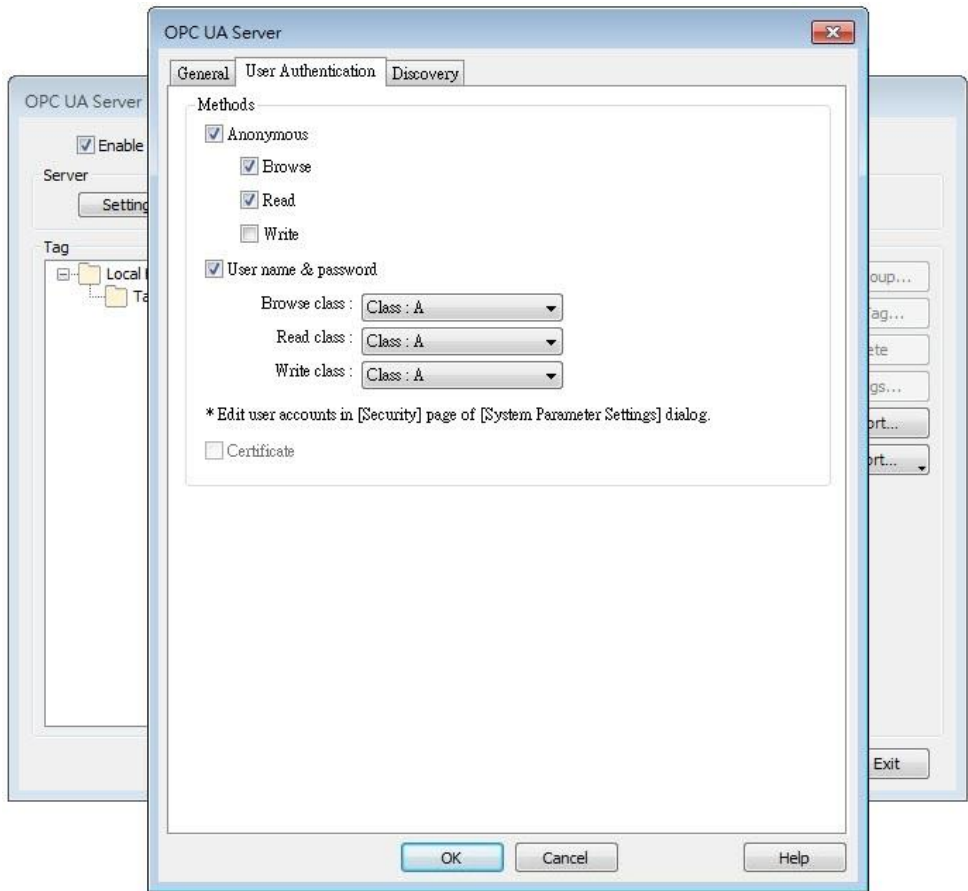 OPC UA Server
General User Authentication Discovery
Methods
Anonymous
Browse
Read
Write
User name & password
Browse class : Class : A
Read class : Class : A
Write class : Class : A
* Edit user accounts in [Security] page of [System Parameter Settings] dialog.
Certificate
OK Cancel Help
OPC UA Server
Enable
Server
Tag
Local
Exit